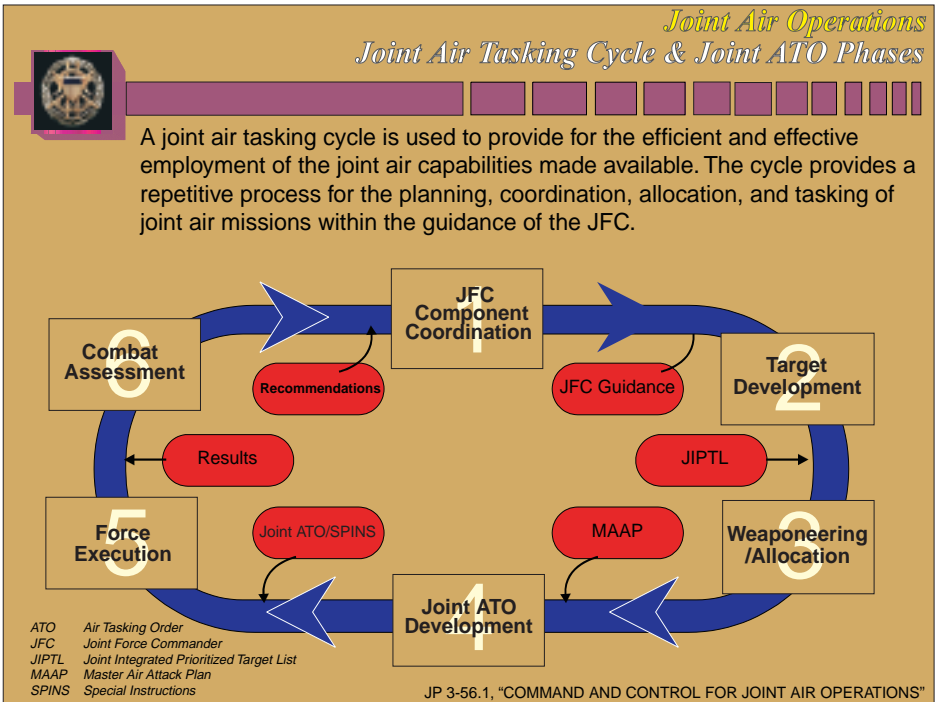 Joint Air Operations
Joint Air Tasking Cycle & Joint ATO Phases
A joint air tasking cycle is used to provide for the efficient and effective
employment of the joint air capabilities made available. The cycle provides a
repetitive process for the planning, coordination, allocation, and tasking of
joint air missions within the guidance of the JFC.
1
JFC
Component
Coordination
2
Target
Development
3
Weaponeering
/Allocation
4
Joint ATO
Development
5
Force
Execution
6
Combat
Assessment
Recommendations
JFC Guidance
JIPTL
MAAP
Joint ATO/SPINS
Results
ATO Air Tasking Order
JFC Joint Force Commander
JIPTL Joint Integrated Prioritized Target List
MAAP Master Air Attack Plan
SPINS Special Instructions
JP 3-56.1, “COMMAND AND CONTROL FOR JOINT AIR OPERATIONS”